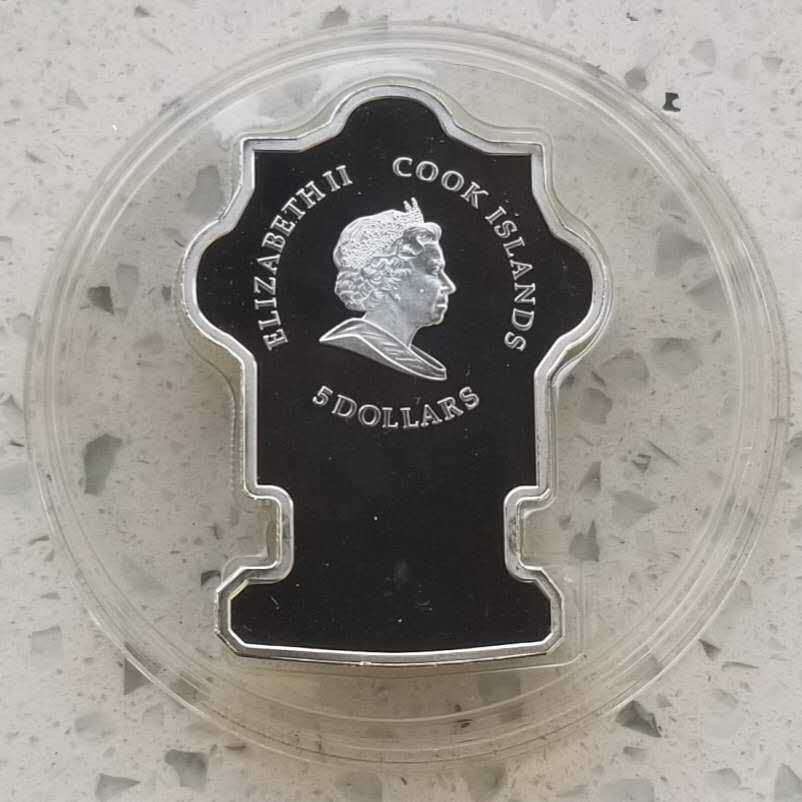 ELIZABETH II
COOK ISLANDS
5 DOLLARS